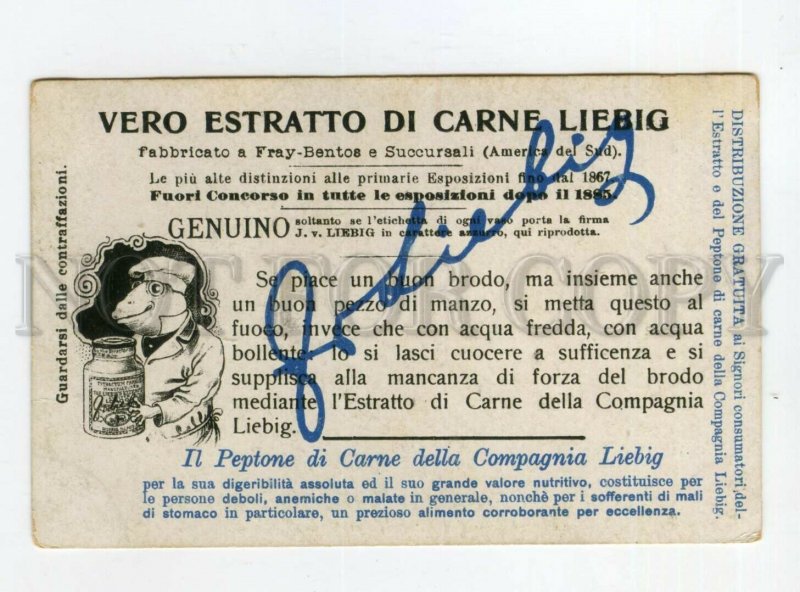 VERO ESTRATTO DI CARNE LIEBIG
fabbricato a Fray-Bentos e Succursali (America del Sud).
Le più alte distinzioni alle primarie Esposizioni fino dal 1867.
Fuori Concorso in tutte le esposizioni dopo il 1885.
GENUINO soltanto se l'etichetta di ogni vaso porta la firma
J. v. LIEBIG in carattere azzurro, qui riprodotta.
Se piace un buon brodo, ma insieme anche
un buon pezzo di manzo, si metta questo al
fuoco, invece che con acqua fredda, con acqua
bollente: lo si lasci cuocere a sufficenza e si
supplisca alla mancanza di forza del brodo
mediante l'Estratto di Carne della Compagnia
Liebig.
Il Peptone di Carne della Compagnia Liebig
per la sua digeribilità assoluta ed il suo grande valore nutritivo, costituisce per
le persone deboli, anemiche o malate in generale, nonchè per i sofferenti di mali
di stomaco in particolare, un prezioso alimento corroborante per eccellenza.
Guardarsi dalle contraffazioni.
DISTRIBUZIONE GRATUITA ai Signori consumatori del-
l'Estratto e del Peptone di carne della Compagnia Liebig.
J v Liebig
NOT FOR COPY